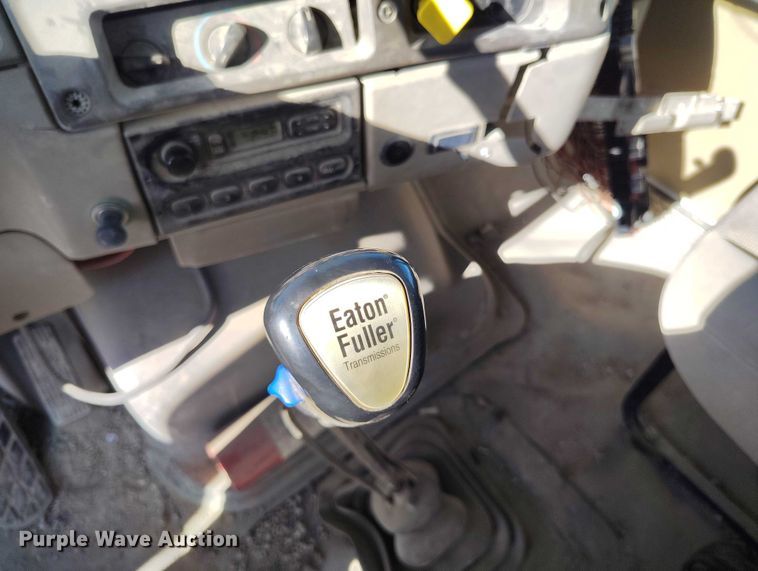 Eaton®
Fuller®
Transmissions
Purple Wave Auction